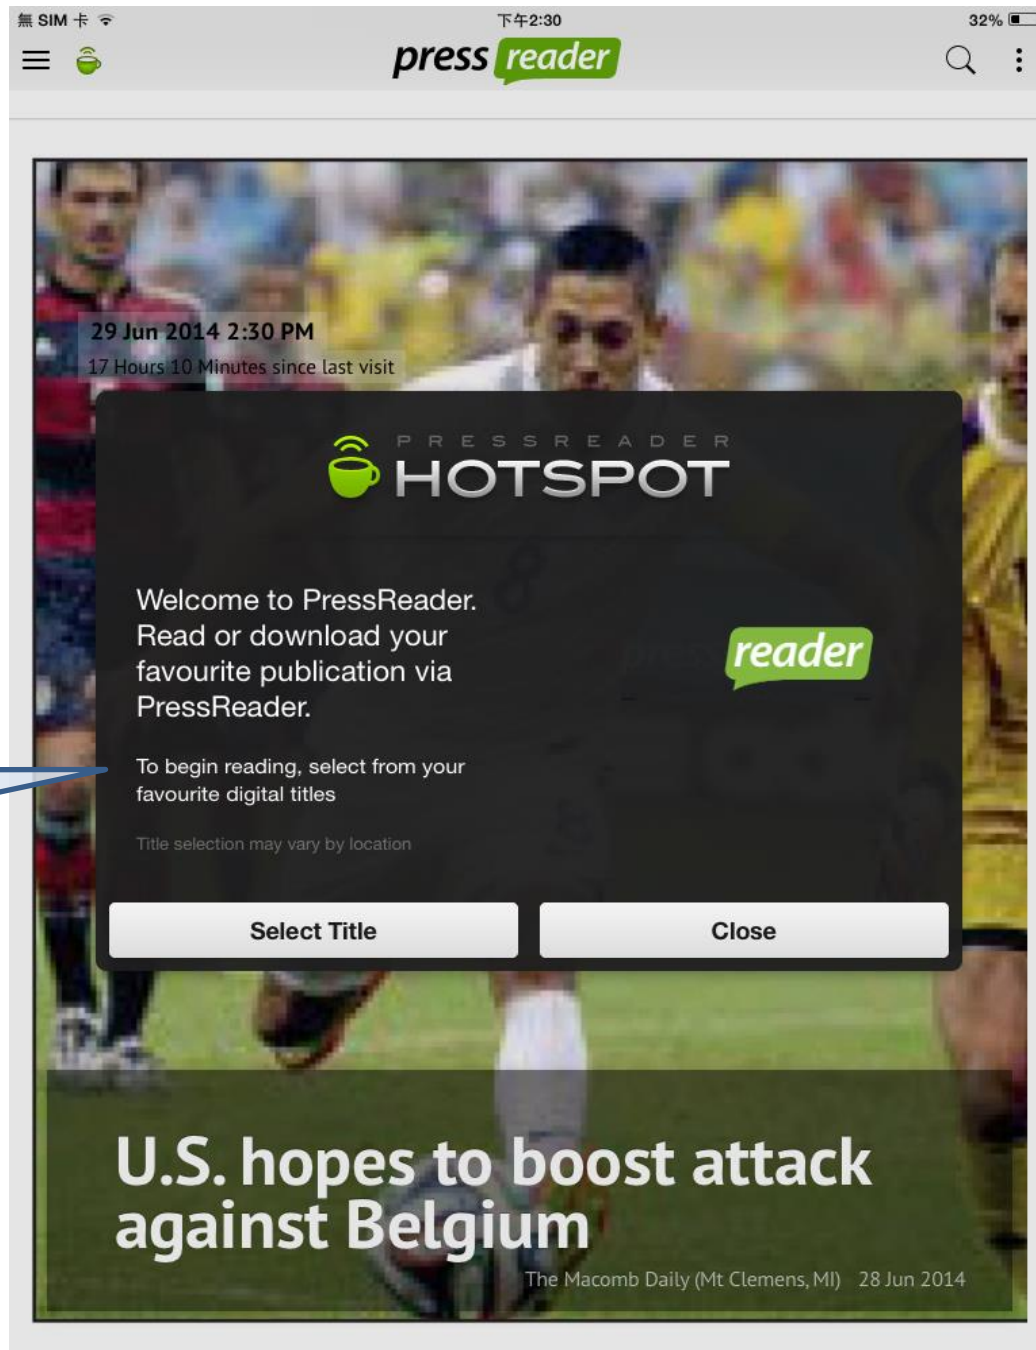 無 SIM 卡
下午2:30
32%
press reader
29 Jun 2014 2:30 PM
17 Hours 10 Minutes since last visit
PRESSREADER
HOTSPOT
Welcome to PressReader.
Read or download your
favourite publication via
PressReader.
reader
To begin reading, select from your
favourite digital titles
Title selection may vary by location
Select Title
Close
U.S. hopes to boost attack
against Belgium
The Macomb Daily (Mt Clemens, MI) 28 Jun 2014